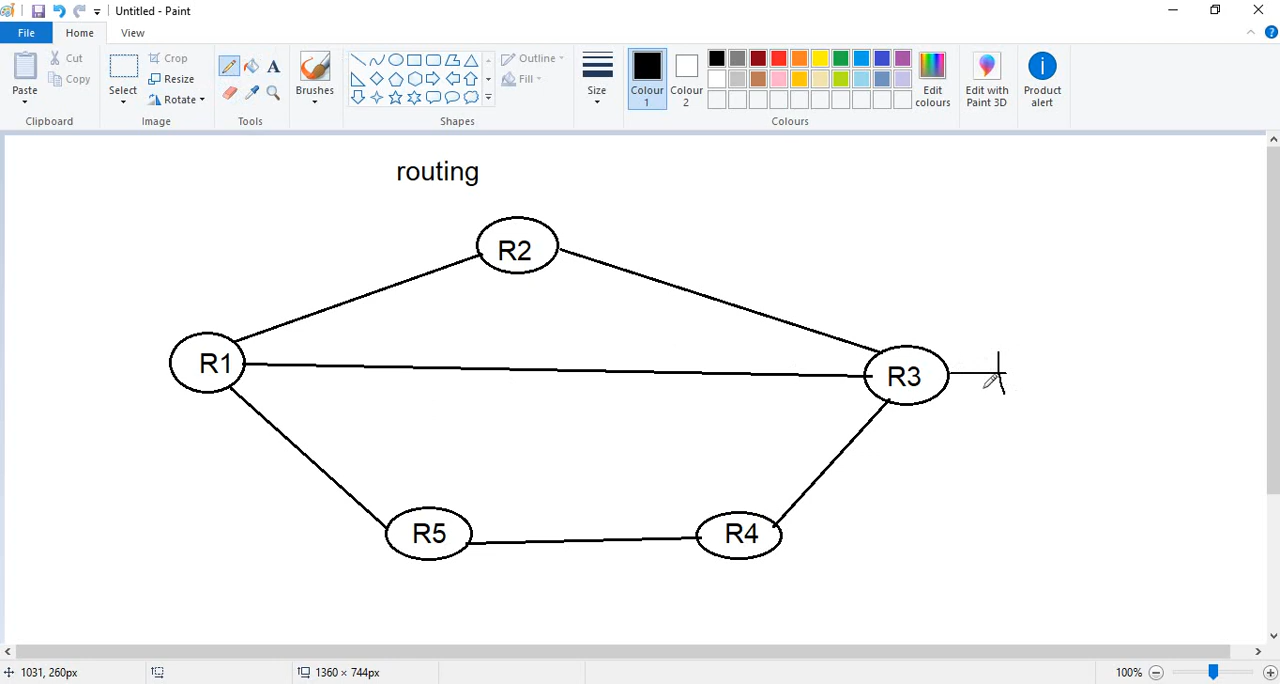 Untitled - Paint
File Home View
Paste
Cut
Copy
Clipboard
Select
Crop
Resize
Rotate
Image
A
Tools
Brushes
Outline
Fill
Shapes
Size
Colour 1
Colour 2
Edit colours
Colours
Edit with Paint 3D
Product alert
routing
R2
R1
R3
R5
R4
1031, 260px
1360 × 744px
100%